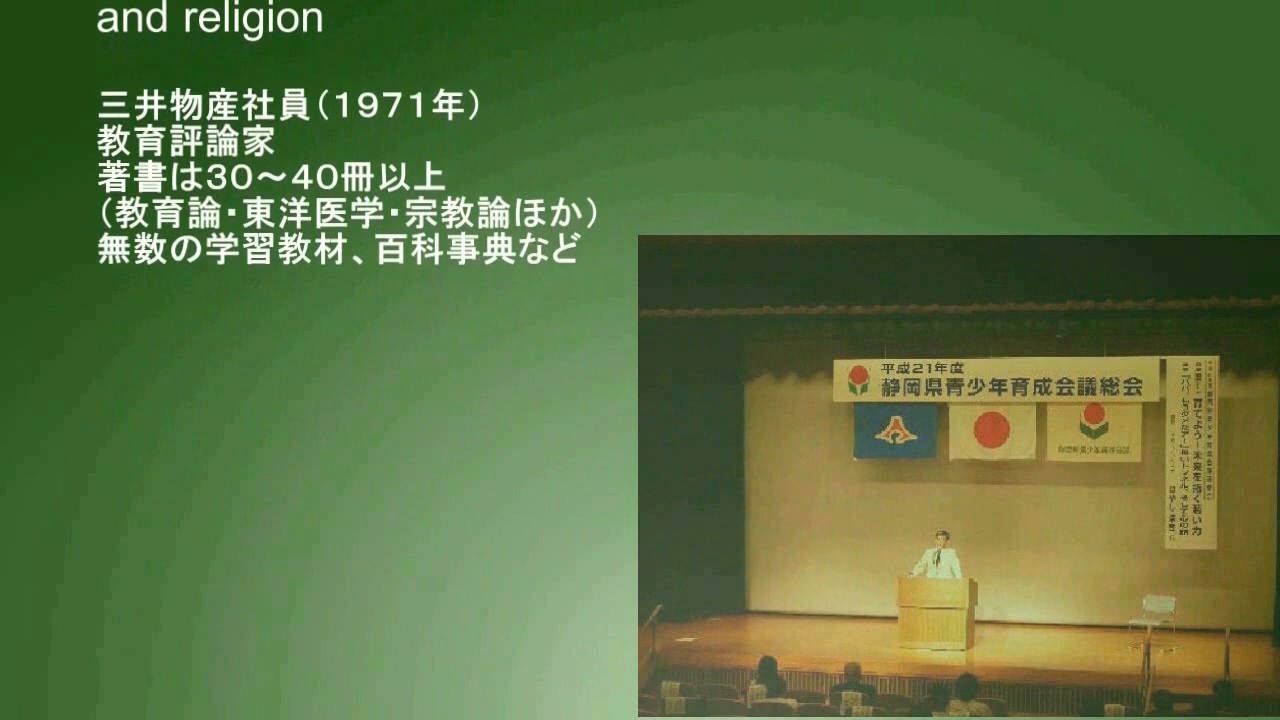 and religion
三井物産社員（１９７１年）
教育評論家
著書は３０～４０冊以上
（教育論・東洋医学・宗教論ほか）
無数の学習教材、百科事典など
平成21年度
静岡県青少年育成会議総会